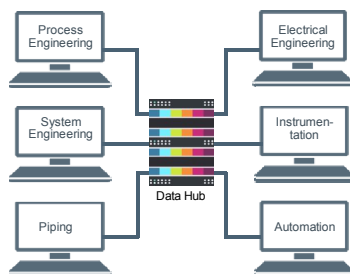 Process
Engineering
Electrical
Engineering
System
Engineering
Instrumen-
tation
Data Hub
Piping
Automation